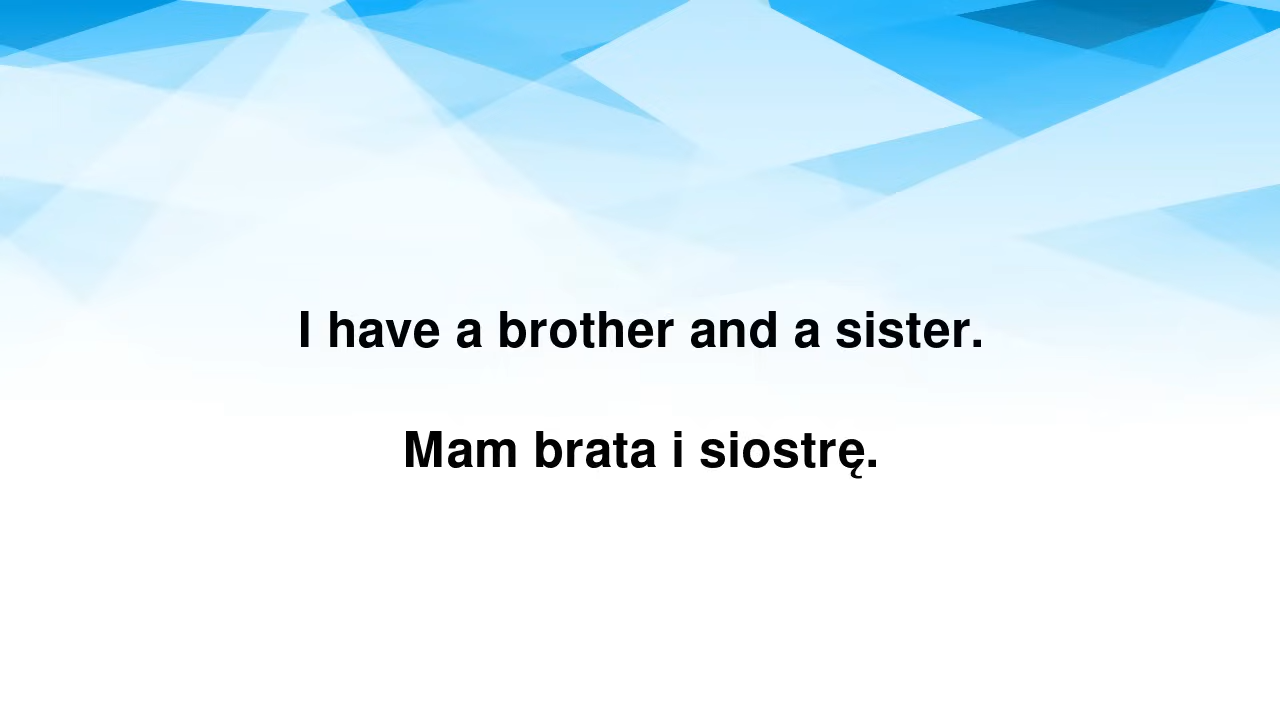 I have a brother and a sister.
Mam brata i siostrę.